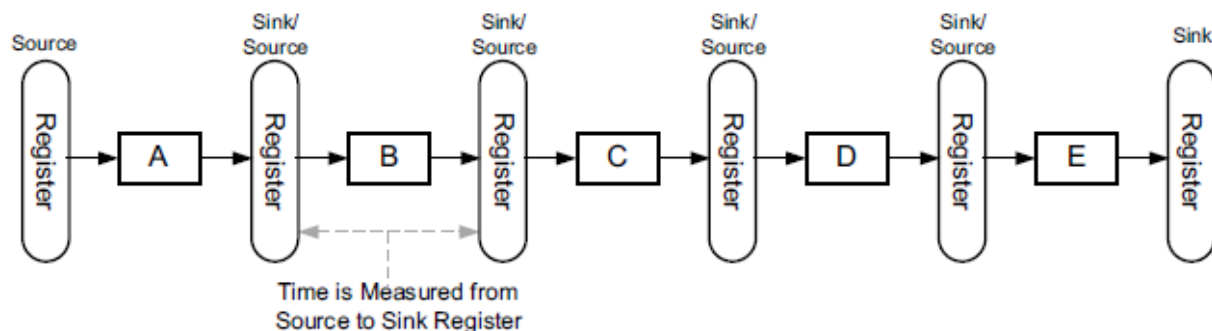 Source
Sink/
Source
Sink/
Source
Sink/
Source
Sink/
Source
Sink
Register
A
Register
B
Register
C
Register
D
Register
E
Register
Time is Measured from
Source to Sink Register